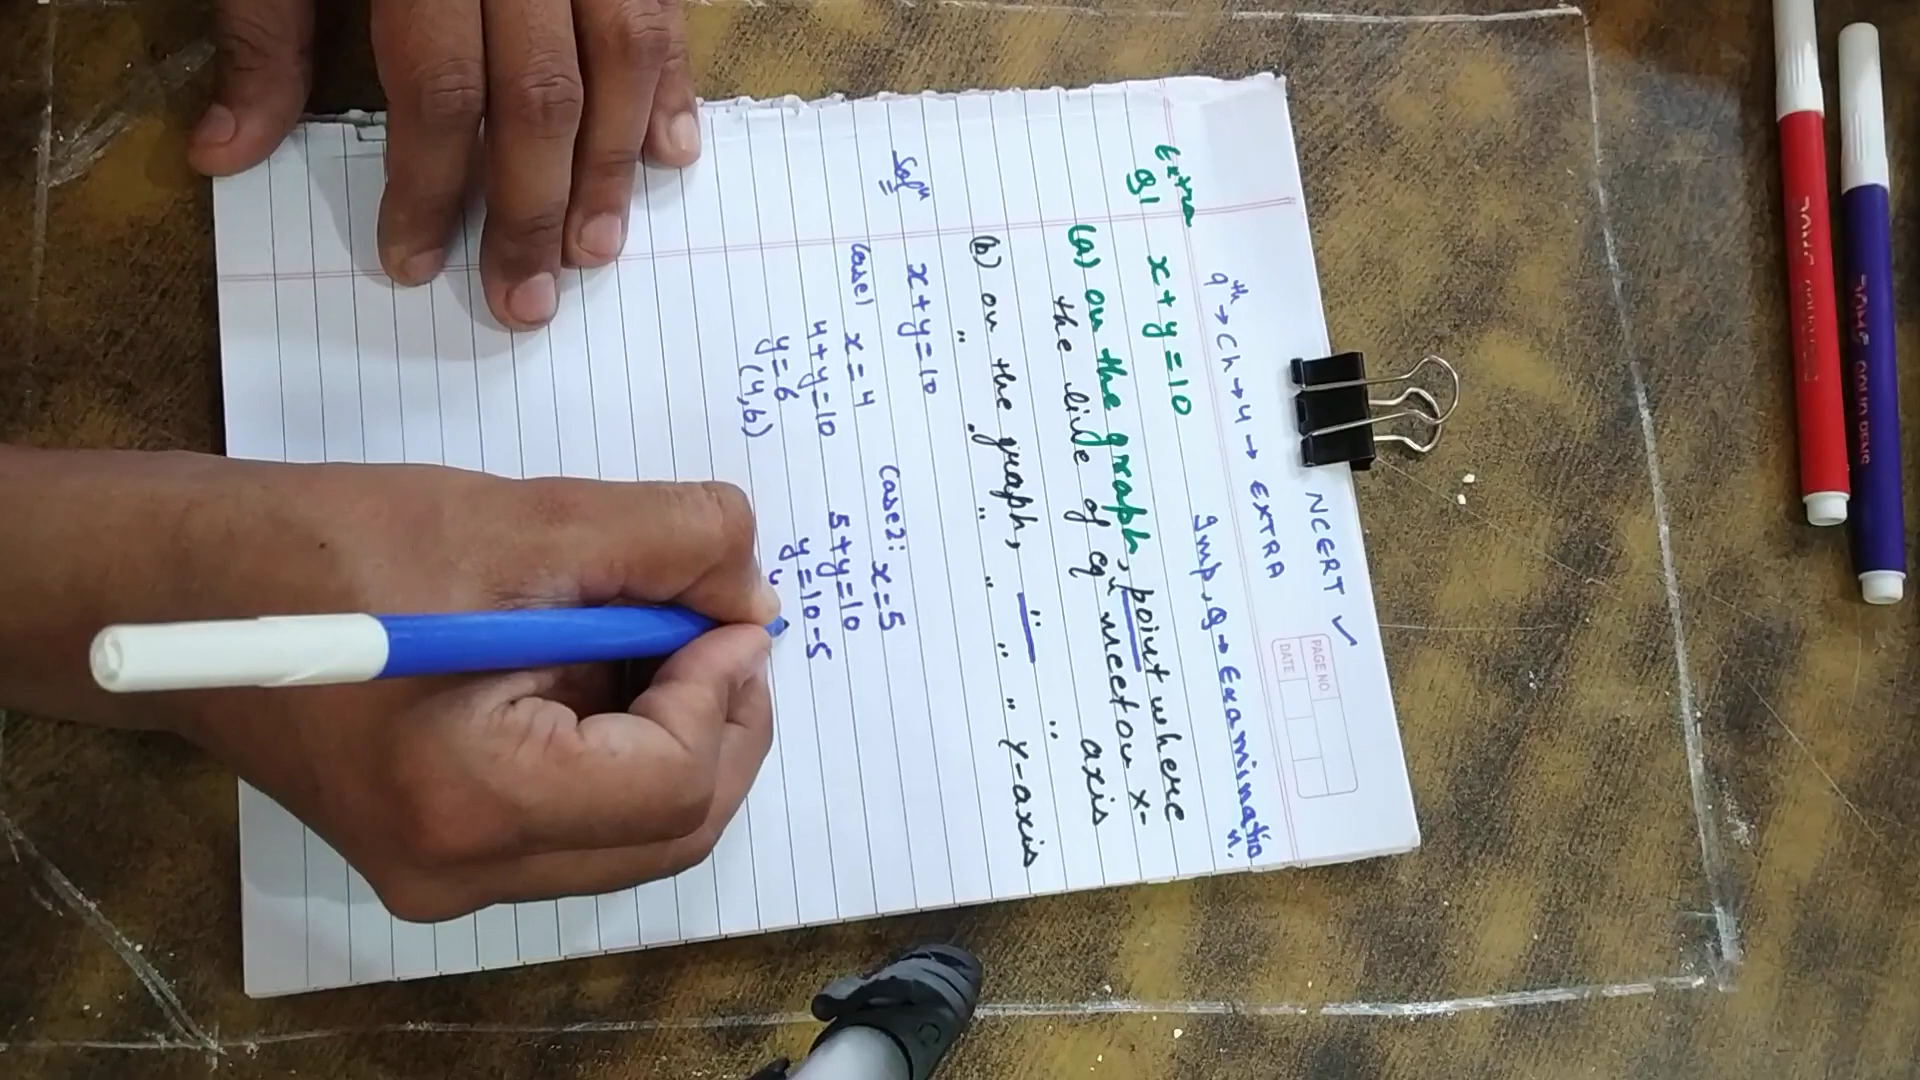 NCERT ✓
PAGE NO.
DATE
9th → Ch → 4 → EXTRA
Imp. Q → Examination.
Extra
Q1 x + y = 10
(a) on the graph, point where
the line of eqn meet on x-
axis
(b) on the graph, " " " " y-axis
" " "
Soln x + y = 10
Case1 x = 4
4 + y = 10
y = 6
(4,6)
Case2: x = 5
5 + y = 10
y = 10 - 5
y